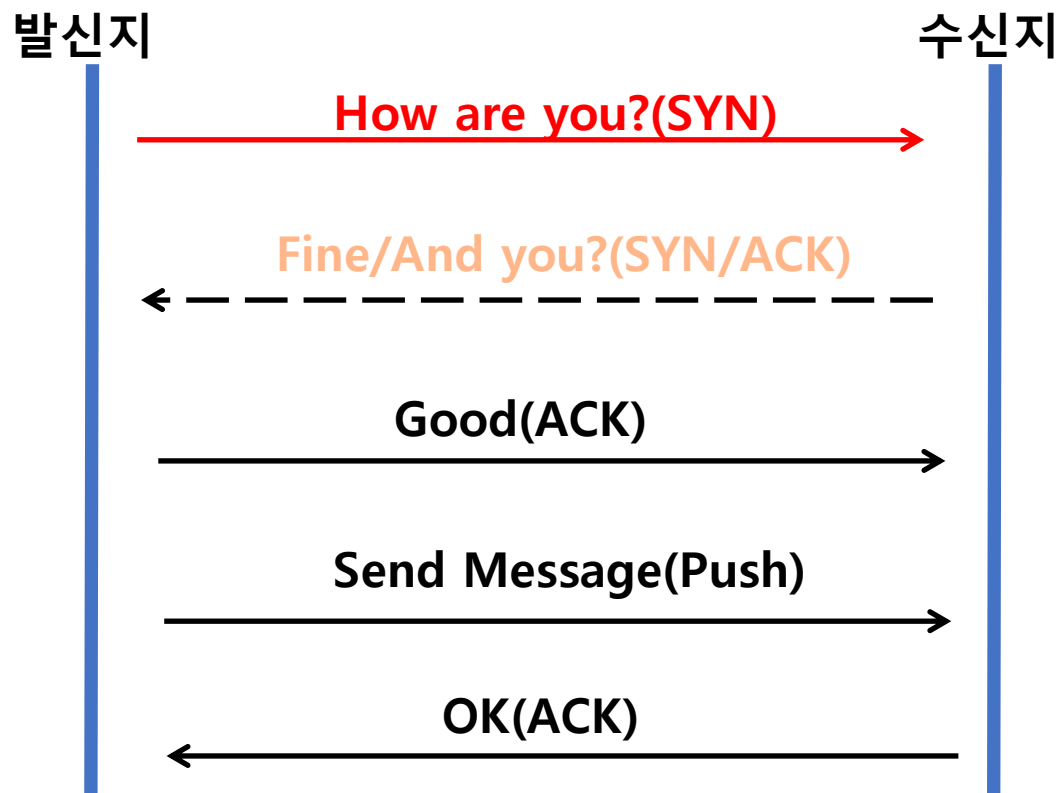 발신지
수신지
How are you?(SYN)
Fine/And you?(SYN/ACK)
Good(ACK)
Send Message(Push)
OK(ACK)